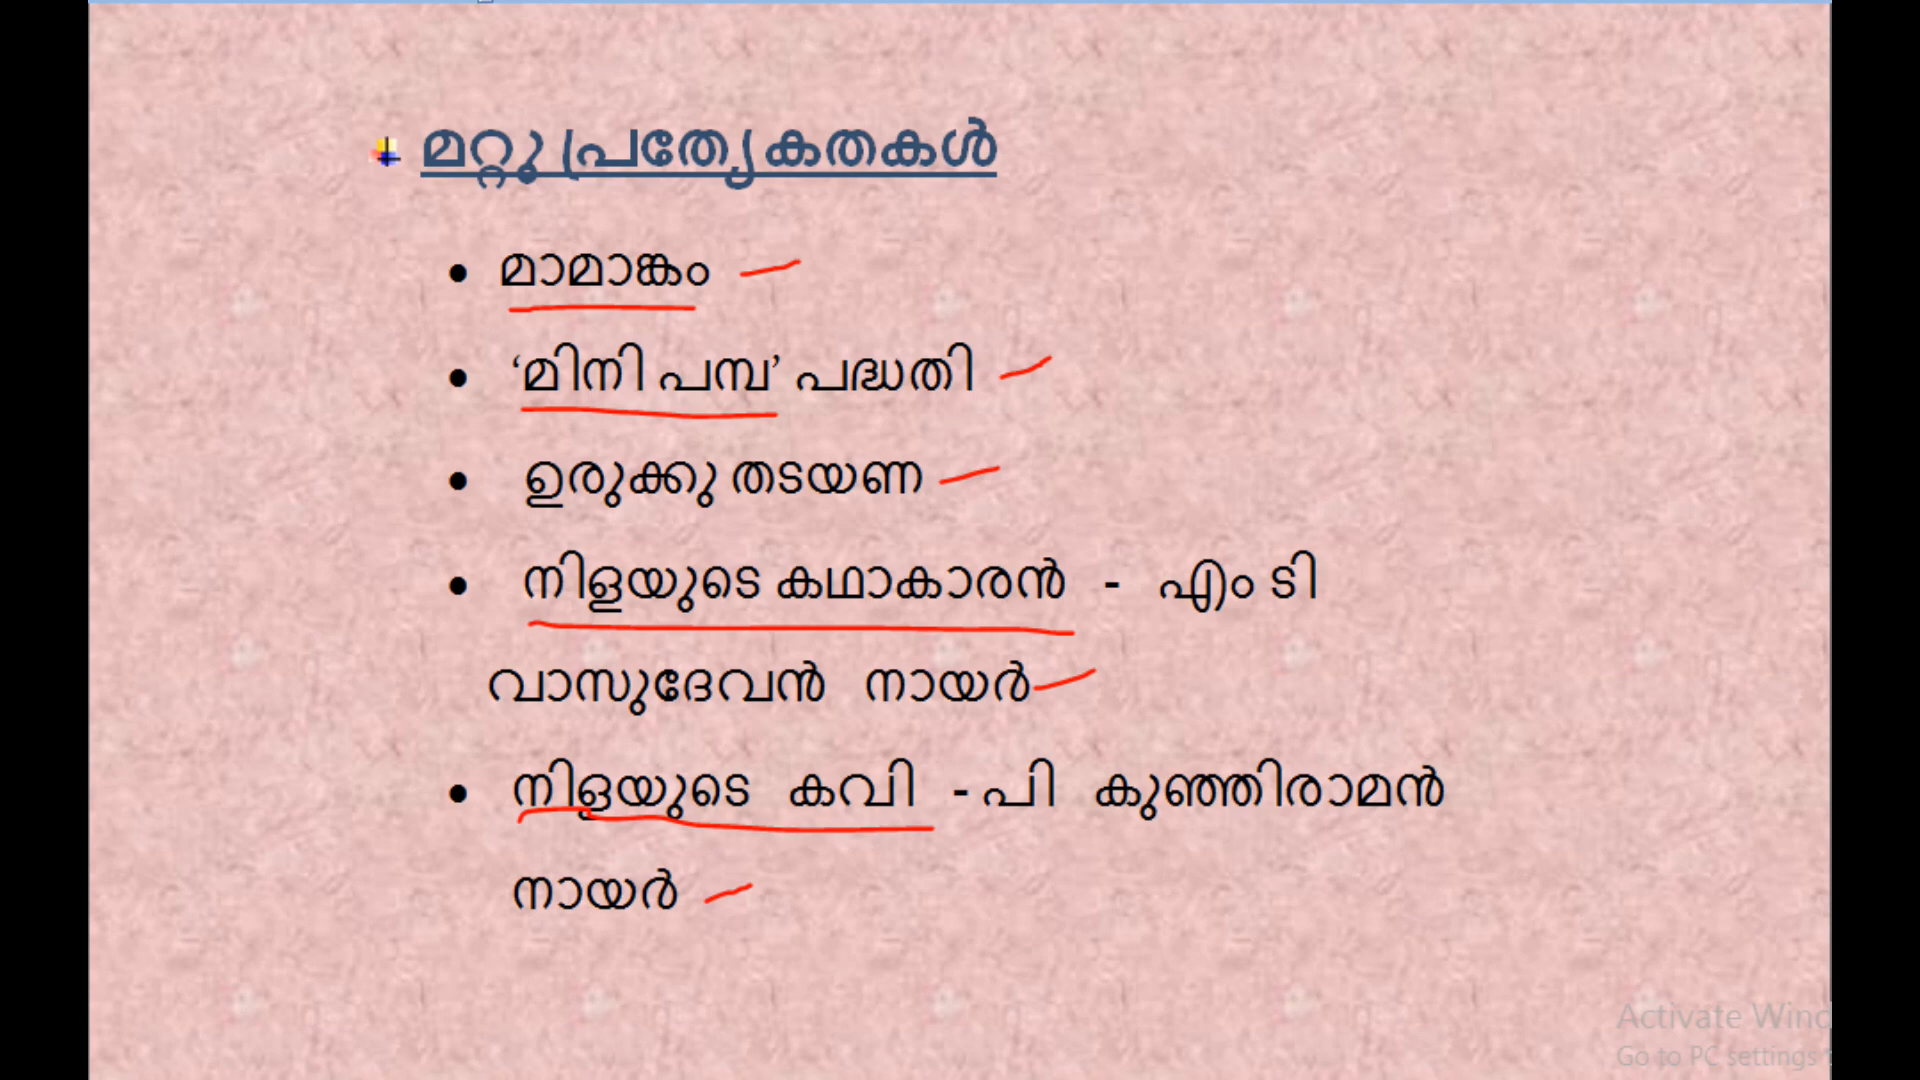 മറ്റു പ്രത്യേകതകൾ
• മാമാങ്കം
• ‘മിനി പമ്പ’ പദ്ധതി
• ഉരുക്കു തടയണ
• നിളയുടെ കഥാകാരൻ - എം ടി
വാസുദേവൻ നായർ
• നിളയുടെ കവി - പി കുഞ്ഞിരാമൻ
നായർ
Activate Wind
Go to PC settings